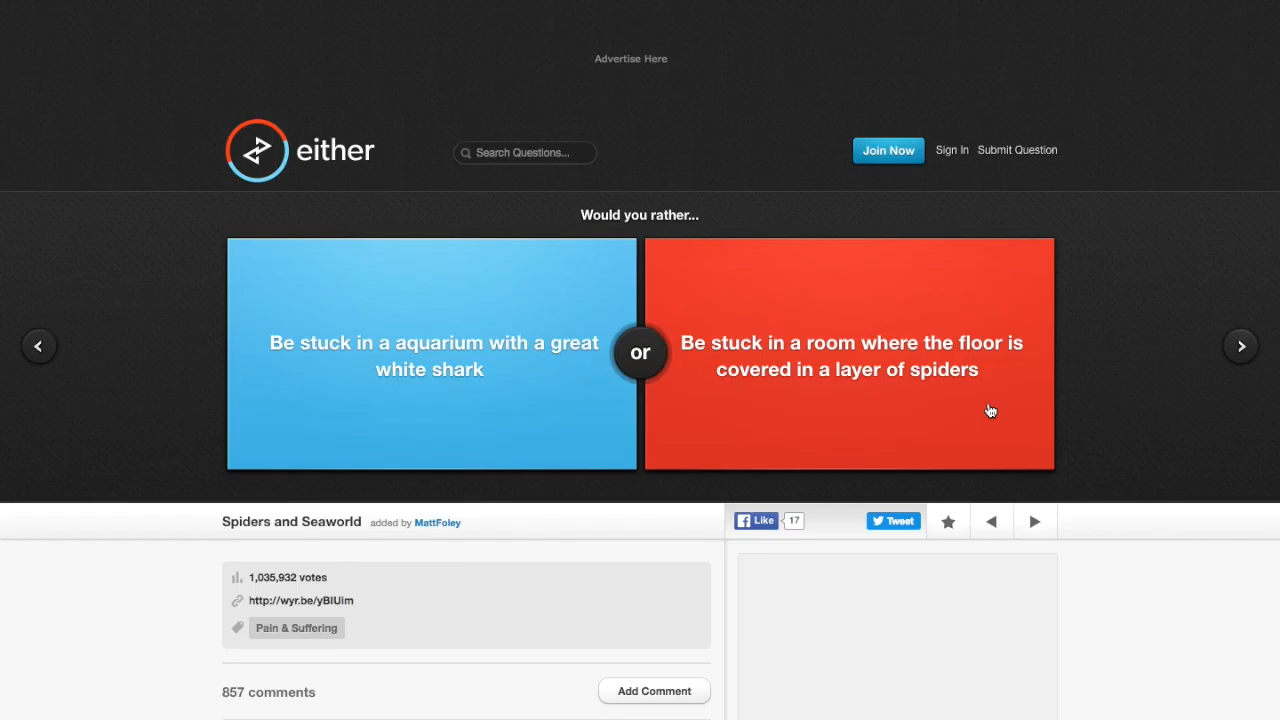 Advertise Here
either
Search Questions...
Join Now
Sign In
Submit Question
Would you rather...
Be stuck in a aquarium with a great
white shark
or
Be stuck in a room where the floor is
covered in a layer of spiders
Spiders and Seaworld added by MattFoley
Like
17
Tweet
1,035,932 votes
http://wyr.be/yBIUim
Pain & Suffering
857 comments
Add Comment